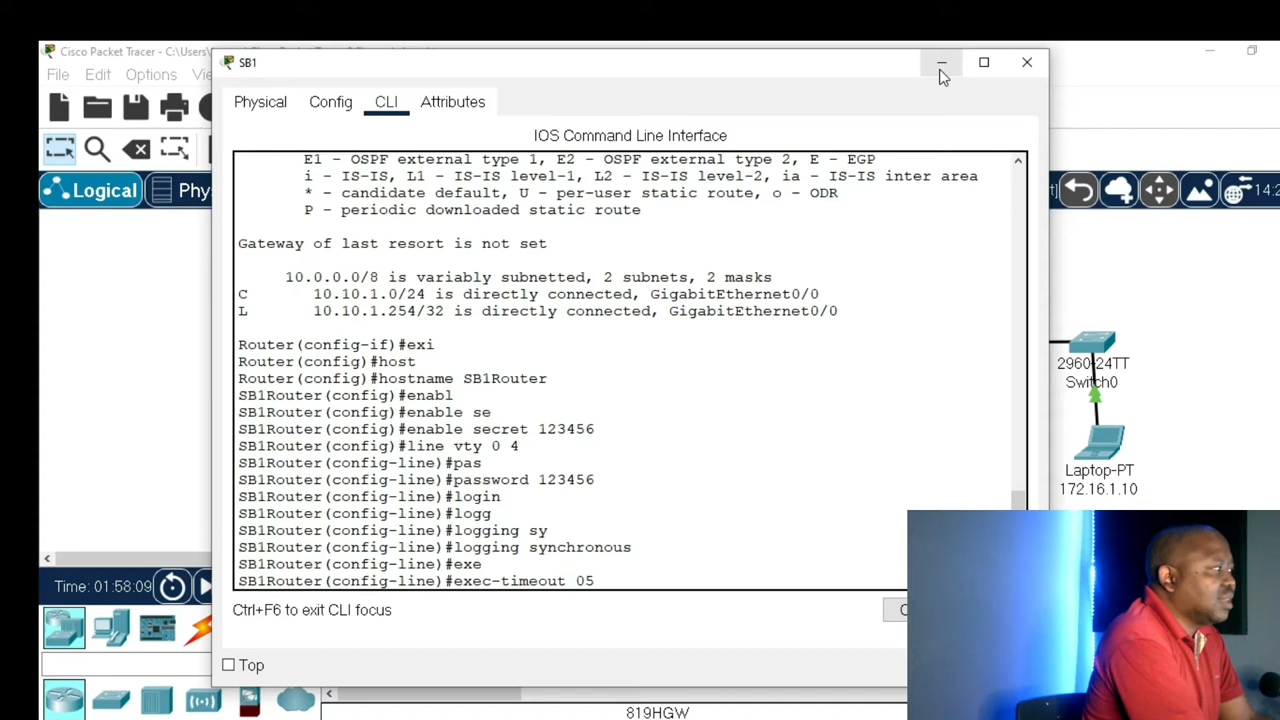 Cisco Packet Tracer - C:\Users\
SB1
File Edit Options Vi
Physical Config CLI Attributes
IOS Command Line Interface
Logical
Phy
14:2
E1 - OSPF external type 1, E2 - OSPF external type 2, E - EGP
i - IS-IS, L1 - IS-IS level-1, L2 - IS-IS level-2, ia - IS-IS inter area
* - candidate default, U - per-user static route, o - ODR
P - periodic downloaded static route
Gateway of last resort is not set
10.0.0.0/8 is variably subnetted, 2 subnets, 2 masks
C 10.10.1.0/24 is directly connected, GigabitEthernet0/0
L 10.10.1.254/32 is directly connected, GigabitEthernet0/0
Router(config-if)#exi
Router(config)#host
Router(config)#hostname SB1Router
SB1Router(config)#enabl
SB1Router(config)#enable se
SB1Router(config)#enable secret 123456
SB1Router(config)#line vty 0 4
SB1Router(config-line)#pas
SB1Router(config-line)#password 123456
SB1Router(config-line)#login
SB1Router(config-line)#logg
SB1Router(config-line)#logging sy
SB1Router(config-line)#logging synchronous
SB1Router(config-line)#exe
SB1Router(config-line)#exec-timeout 05
2960-24TT
Switch0
Laptop-PT
172.16.1.10
Time: 01:58:09
Ctrl+F6 to exit CLI focus
Top
819HGW